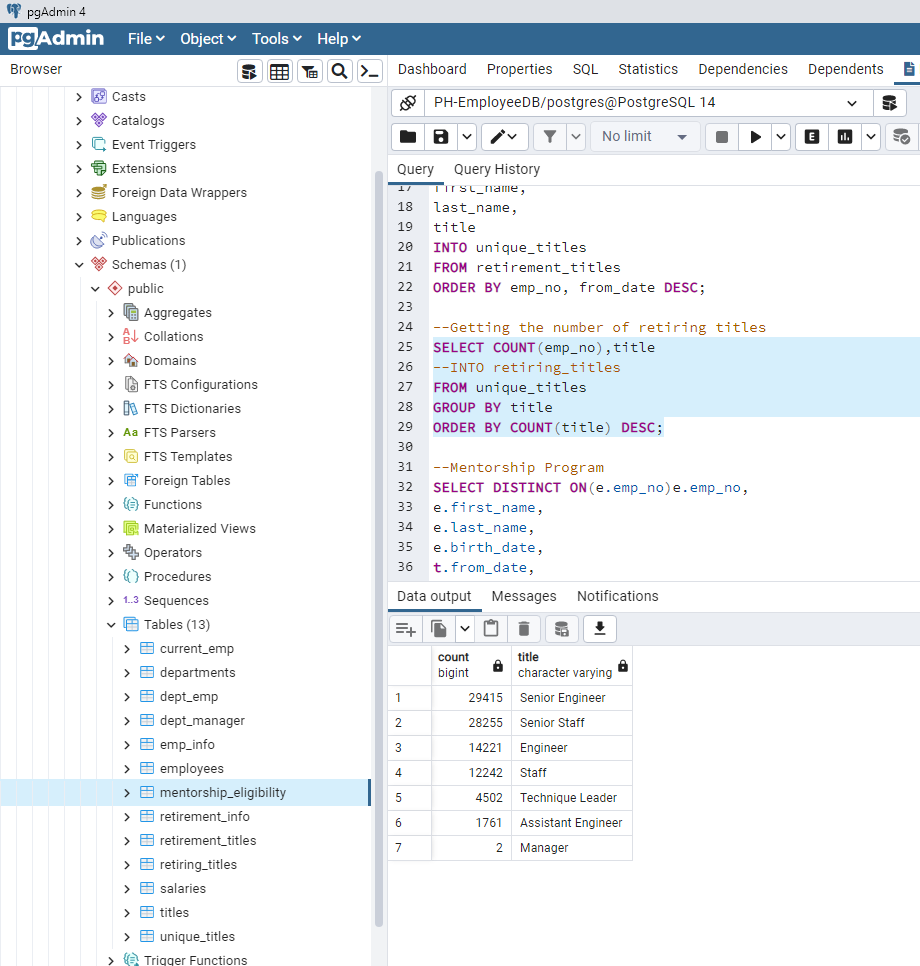 pgAdmin 4
pgAdmin File Object Tools Help
Browser
Casts
Catalogs
Event Triggers
Extensions
Foreign Data Wrappers
Languages
Publications
Schemas (1)
public
Aggregates
Collations
Domains
FTS Configurations
FTS Dictionaries
Aa FTS Parsers
FTS Templates
Foreign Tables
Functions
Materialized Views
Operators
Procedures
1..3 Sequences
Tables (13)
current_emp
departments
dept_emp
dept_manager
emp_info
employees
mentorship_eligibility
retirement_info
retirement_titles
retiring_titles
salaries
titles
unique_titles
Trigger Functions
Dashboard Properties SQL Statistics Dependencies Dependents
PH-EmployeeDB/postgres@PostgreSQL 14
No limit E
Query Query History
17 first_name,
18 last_name,
19 title
20 INTO unique_titles
21 FROM retirement_titles
22 ORDER BY emp_no, from_date DESC;
23
24 --Getting the number of retiring titles
25 SELECT COUNT(emp_no),title
26 --INTO retiring_titles
27 FROM unique_titles
28 GROUP BY title
29 ORDER BY COUNT(title) DESC;
30
31 --Mentorship Program
32 SELECT DISTINCT ON(e.emp_no)e.emp_no,
33 e.first_name,
34 e.last_name,
35 e.birth_date,
36 t.from_date,
Data output Messages Notifications
count title
bigint character varying
1 29415 Senior Engineer
2 28255 Senior Staff
3 14221 Engineer
4 12242 Staff
5 4502 Technique Leader
6 1761 Assistant Engineer
7 2 Manager